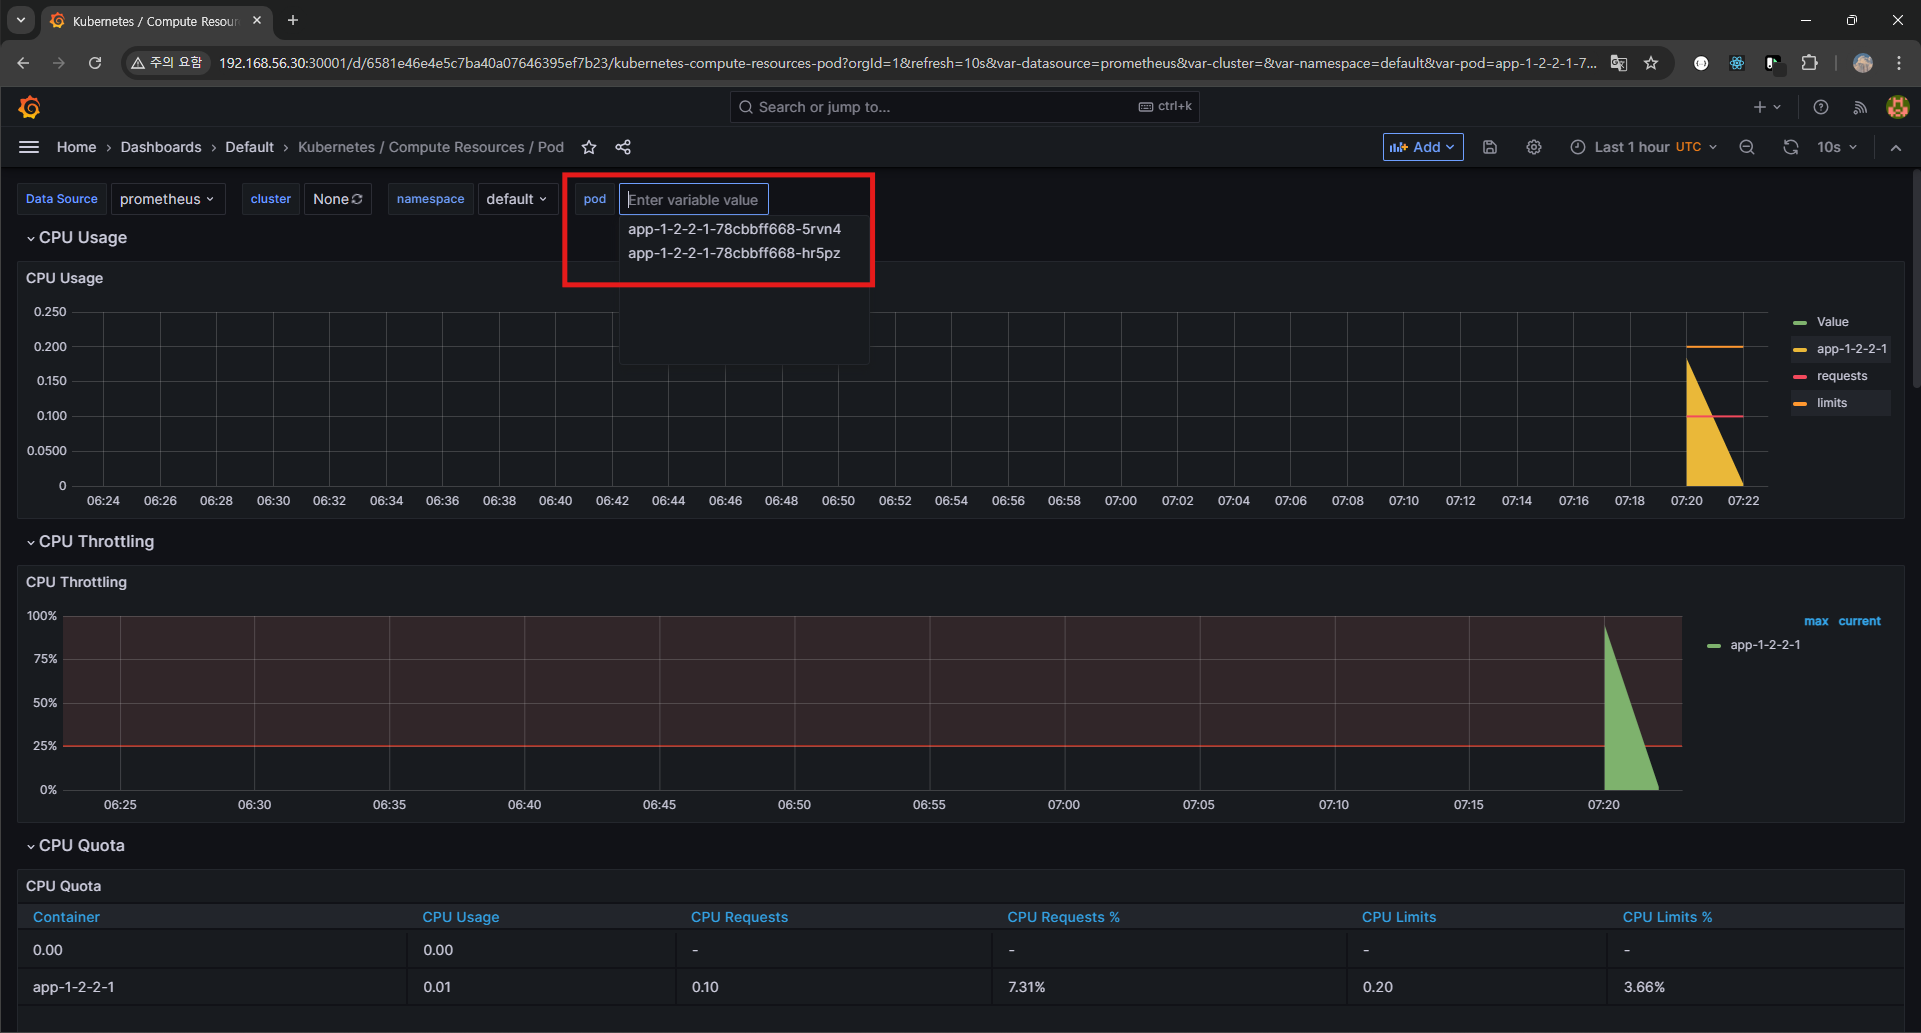 Kubernetes / Compute Resour
주의 요함 192.168.56.30:30001/d/6581e46e4e5c7ba40a07646395ef7b23/kubernetes-compute-resources-pod?orgId=1&refresh=10s&var-datasource=prometheus&var-cluster=&var-namespace=default&var-pod=app-1-2-2-1-7...
Search or jump to... ctrl+k
Home › Dashboards › Default › Kubernetes / Compute Resources / Pod Add Last 1 hour UTC 10s
Data Source prometheus cluster None namespace default pod Enter variable value
app-1-2-2-1-78cbbff668-5rvn4
app-1-2-2-1-78cbbff668-hr5pz
CPU Usage
CPU Usage
0.250
0.200
0.150
0.100
0.0500
0
06:24 06:26 06:28 06:30 06:32 06:34 06:36 06:38 06:40 06:42 06:44 06:46 06:48 06:50 06:52 06:54 06:56 06:58 07:00 07:02 07:04 07:06 07:08 07:10 07:12 07:14 07:16 07:18 07:20 07:22
Value
app-1-2-2-1
requests
limits
CPU Throttling
CPU Throttling
100%
75%
50%
25%
0%
06:25 06:30 06:35 06:40 06:45 06:50 06:55 07:00 07:05 07:10 07:15 07:20
max current
app-1-2-2-1
CPU Quota
CPU Quota
Container CPU Usage CPU Requests CPU Requests % CPU Limits CPU Limits %
0.00 0.00 - - - -
app-1-2-2-1 0.01 0.10 7.31% 0.20 3.66%